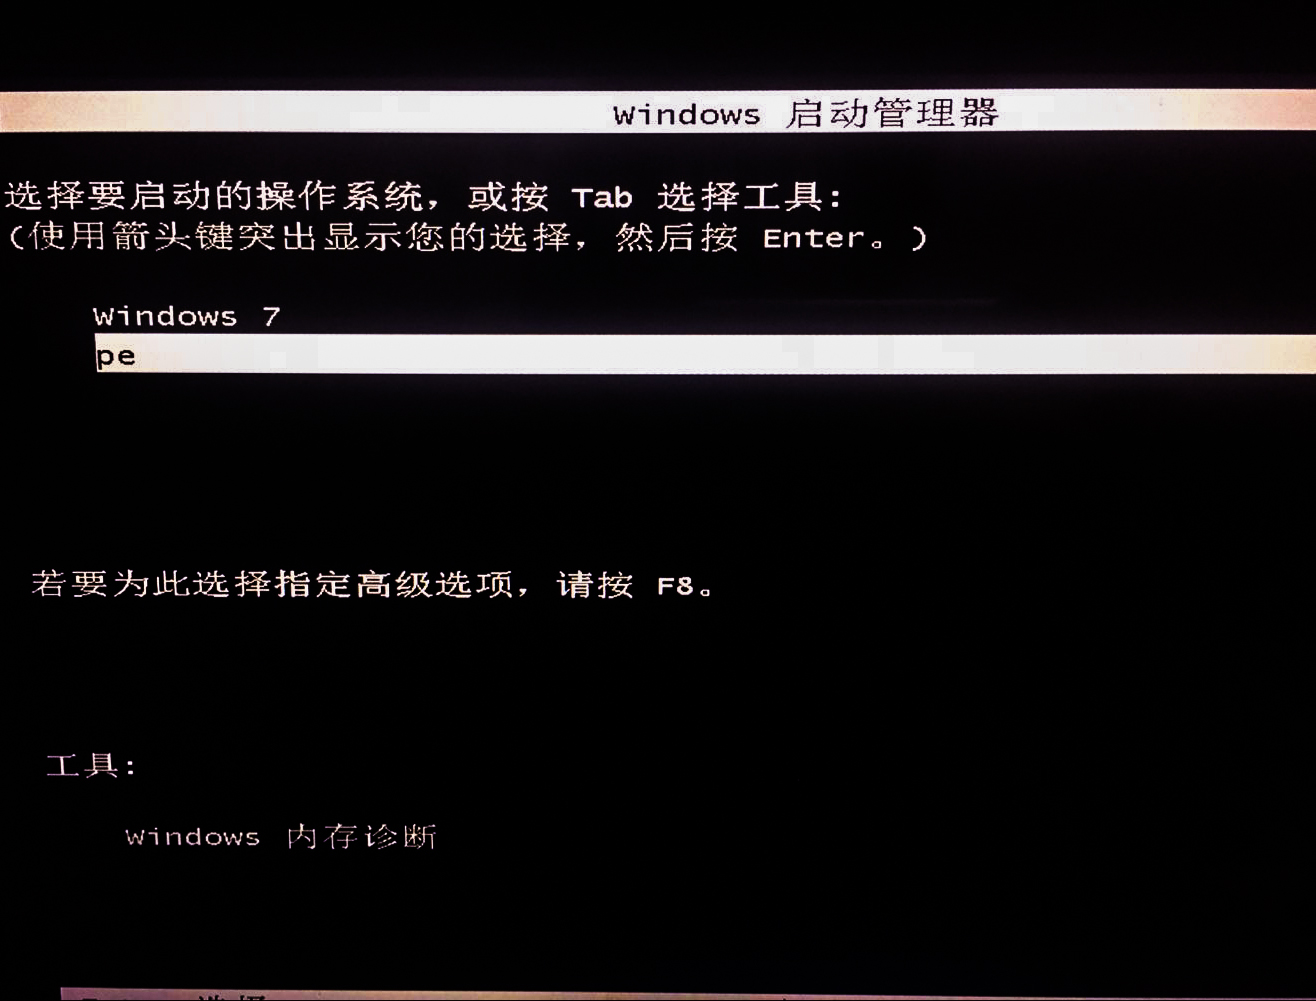 Windows 启动管理器
选择要启动的操作系统，或按 Tab 选择工具:
(使用箭头键突出显示您的选择，然后按 Enter。)
Windows 7
pe
若要为此选择指定高级选项，请按 F8。
工具:
Windows 内存诊断